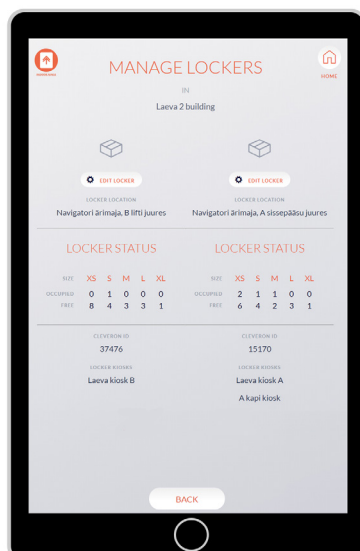 MANAGE LOCKERS
HOME
IN
Laeva 2 building
EDIT LOCKER
EDIT LOCKER
LOCKER LOCATION
LOCKER LOCATION
Navigatori ärimaja, B lifti juures
Navigatori ärimaja, A sissepääsu juures
LOCKER STATUS
LOCKER STATUS
SIZE XS S M L XL
SIZE XS S M L XL
OCCUPIED 0 1 0 0 0
OCCUPIED 2 1 1 0 0
FREE 8 4 3 3 1
FREE 6 4 2 3 1
CLEVERON ID
CLEVERON ID
37476
15170
LOCKER KIOSKS
LOCKER KIOSKS
Laeva kiosk B
Laeva kiosk A
A kapi kiosk
BACK